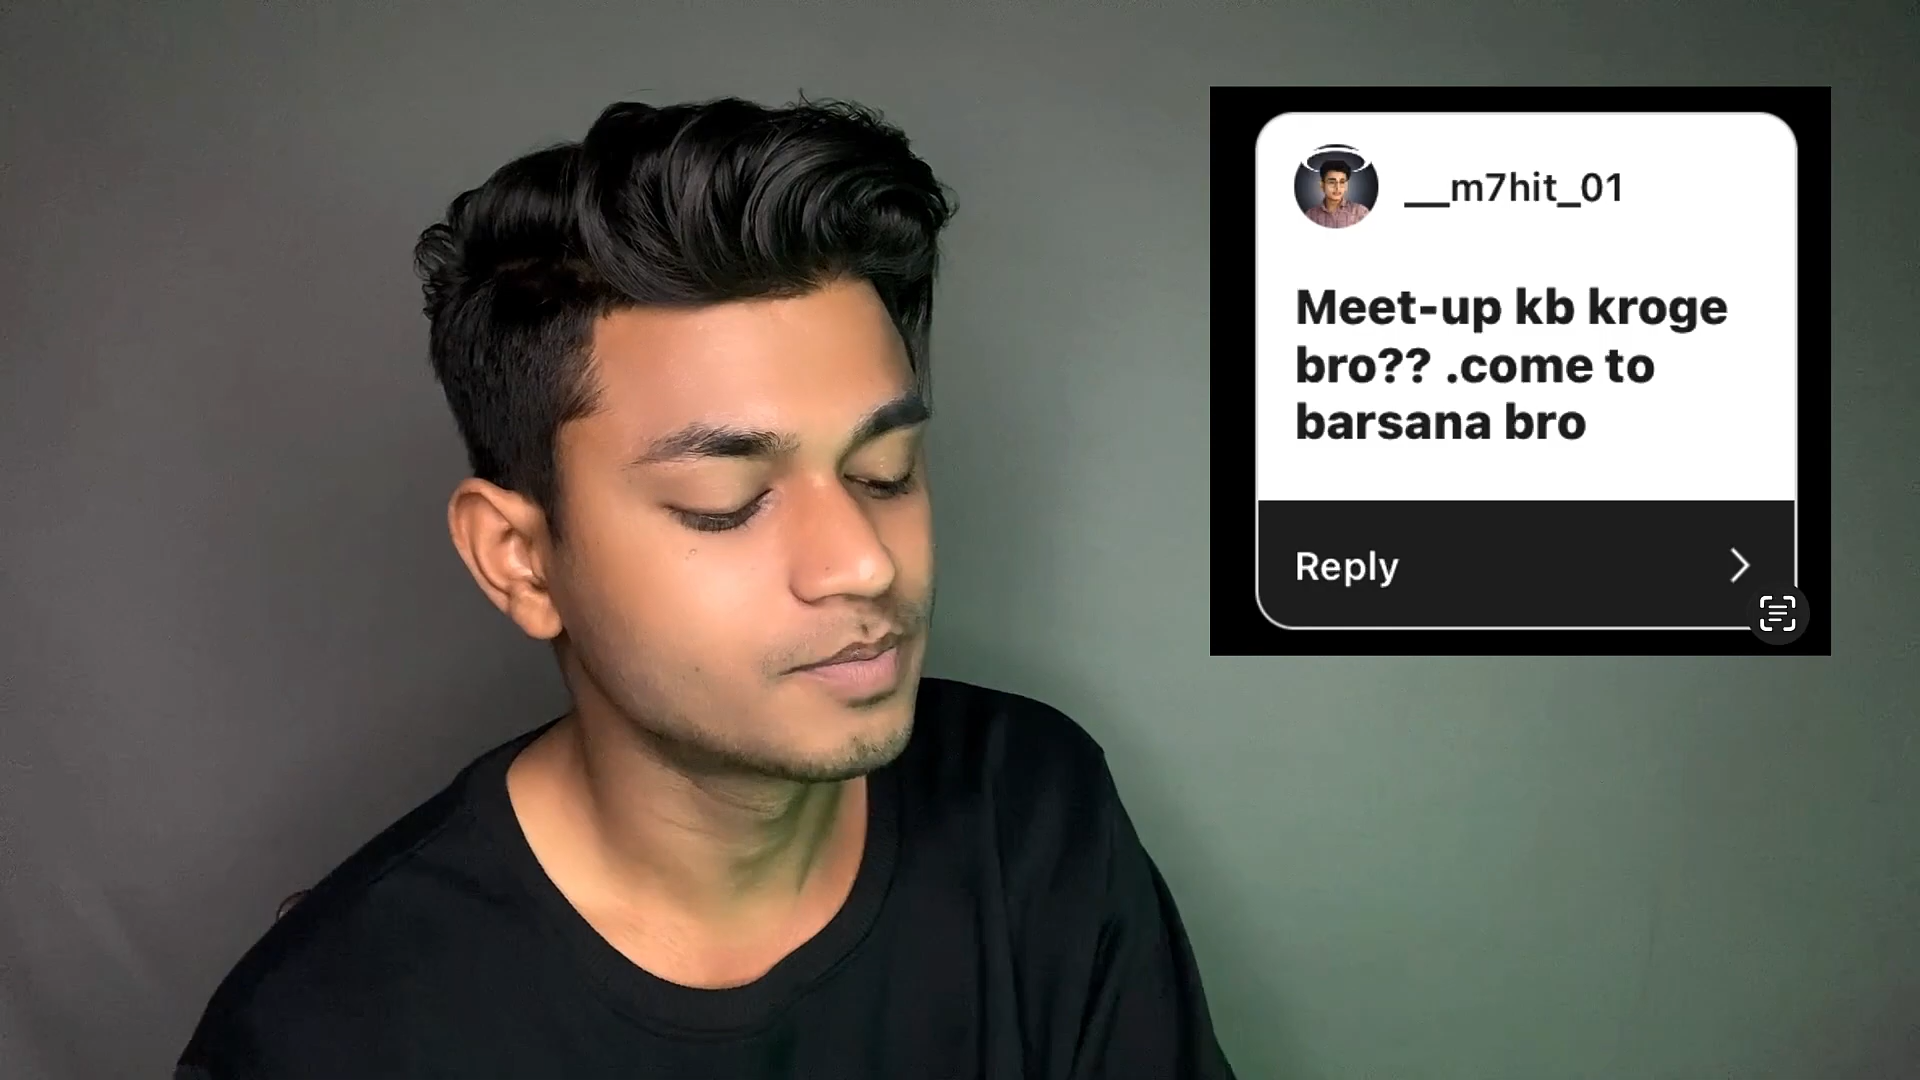 __m7hit_01
Meet-up kb kroge
bro?? .come to
barsana bro
Reply